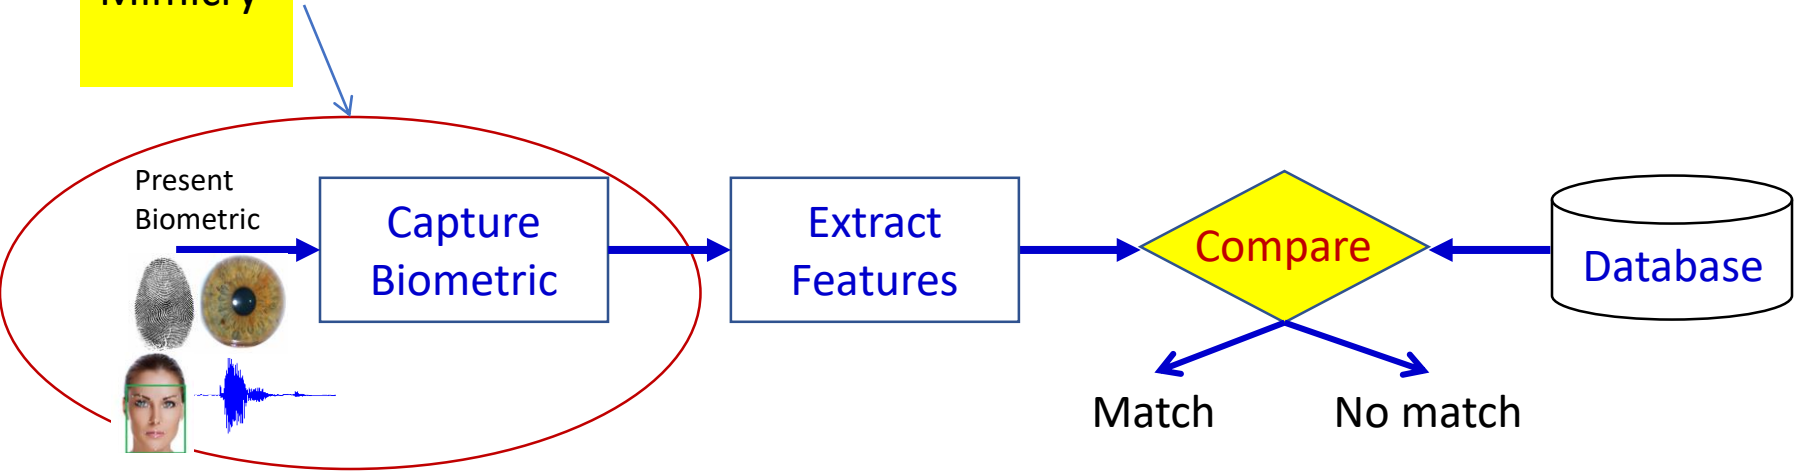 Present
Biometric
Capture
Biometric
Extract
Features
Compare
Database
Match
No match